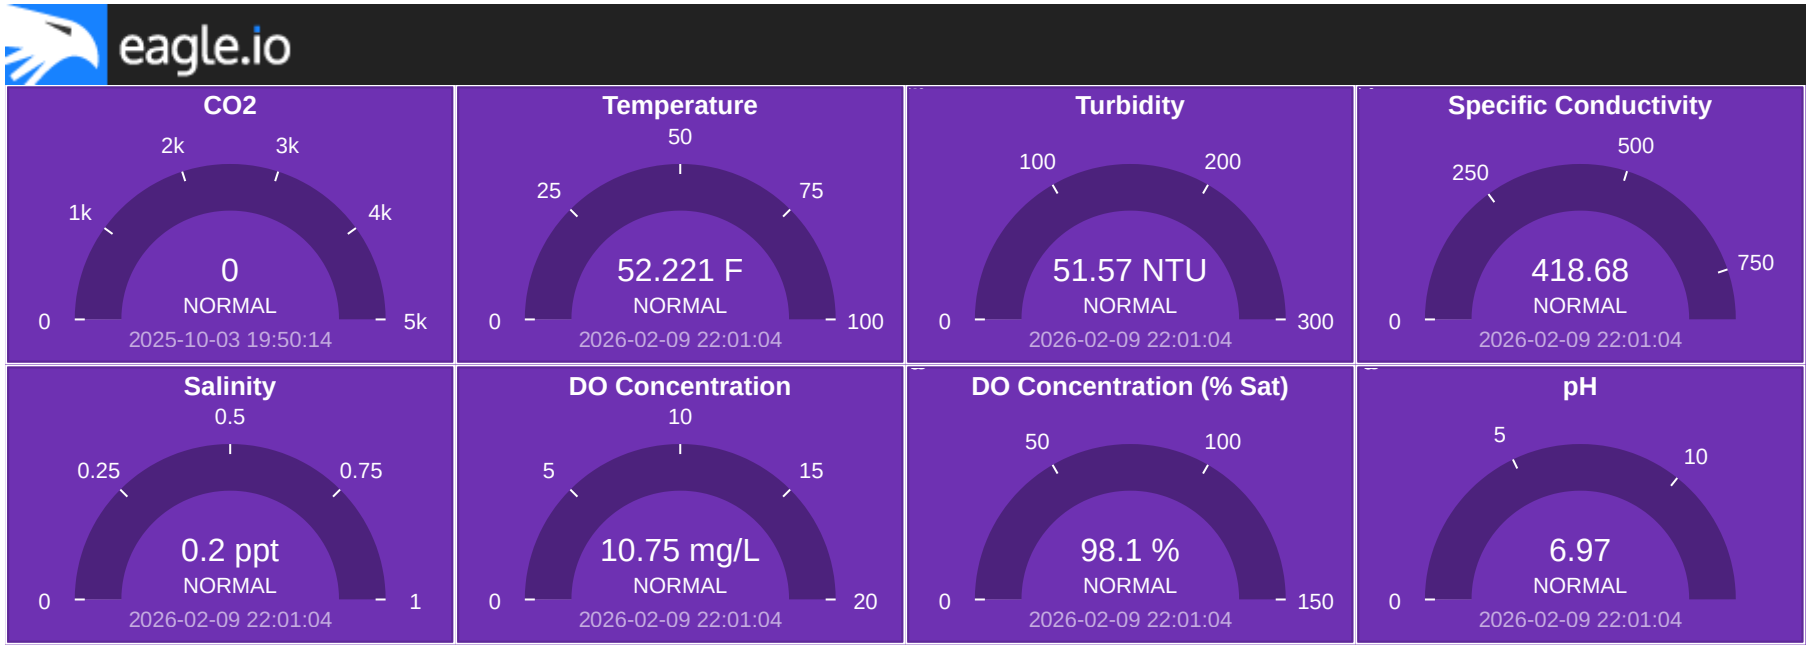 eagle.io
CO2
0
1k
2k
3k
4k
5k
0
NORMAL
2025-10-03 19:50:14
Temperature
0
25
50
75
100
52.221 F
NORMAL
2026-02-09 22:01:04
Turbidity
0
100
200
300
51.57 NTU
NORMAL
2026-02-09 22:01:04
Specific Conductivity
0
250
500
750
418.68
NORMAL
2026-02-09 22:01:04
Salinity
0
0.25
0.5
0.75
1
0.2 ppt
NORMAL
2026-02-09 22:01:04
DO Concentration
0
5
10
15
20
10.75 mg/L
NORMAL
2026-02-09 22:01:04
DO Concentration (% Sat)
0
50
100
150
98.1 %
NORMAL
2026-02-09 22:01:04
pH
0
5
10
6.97
NORMAL
2026-02-09 22:01:04